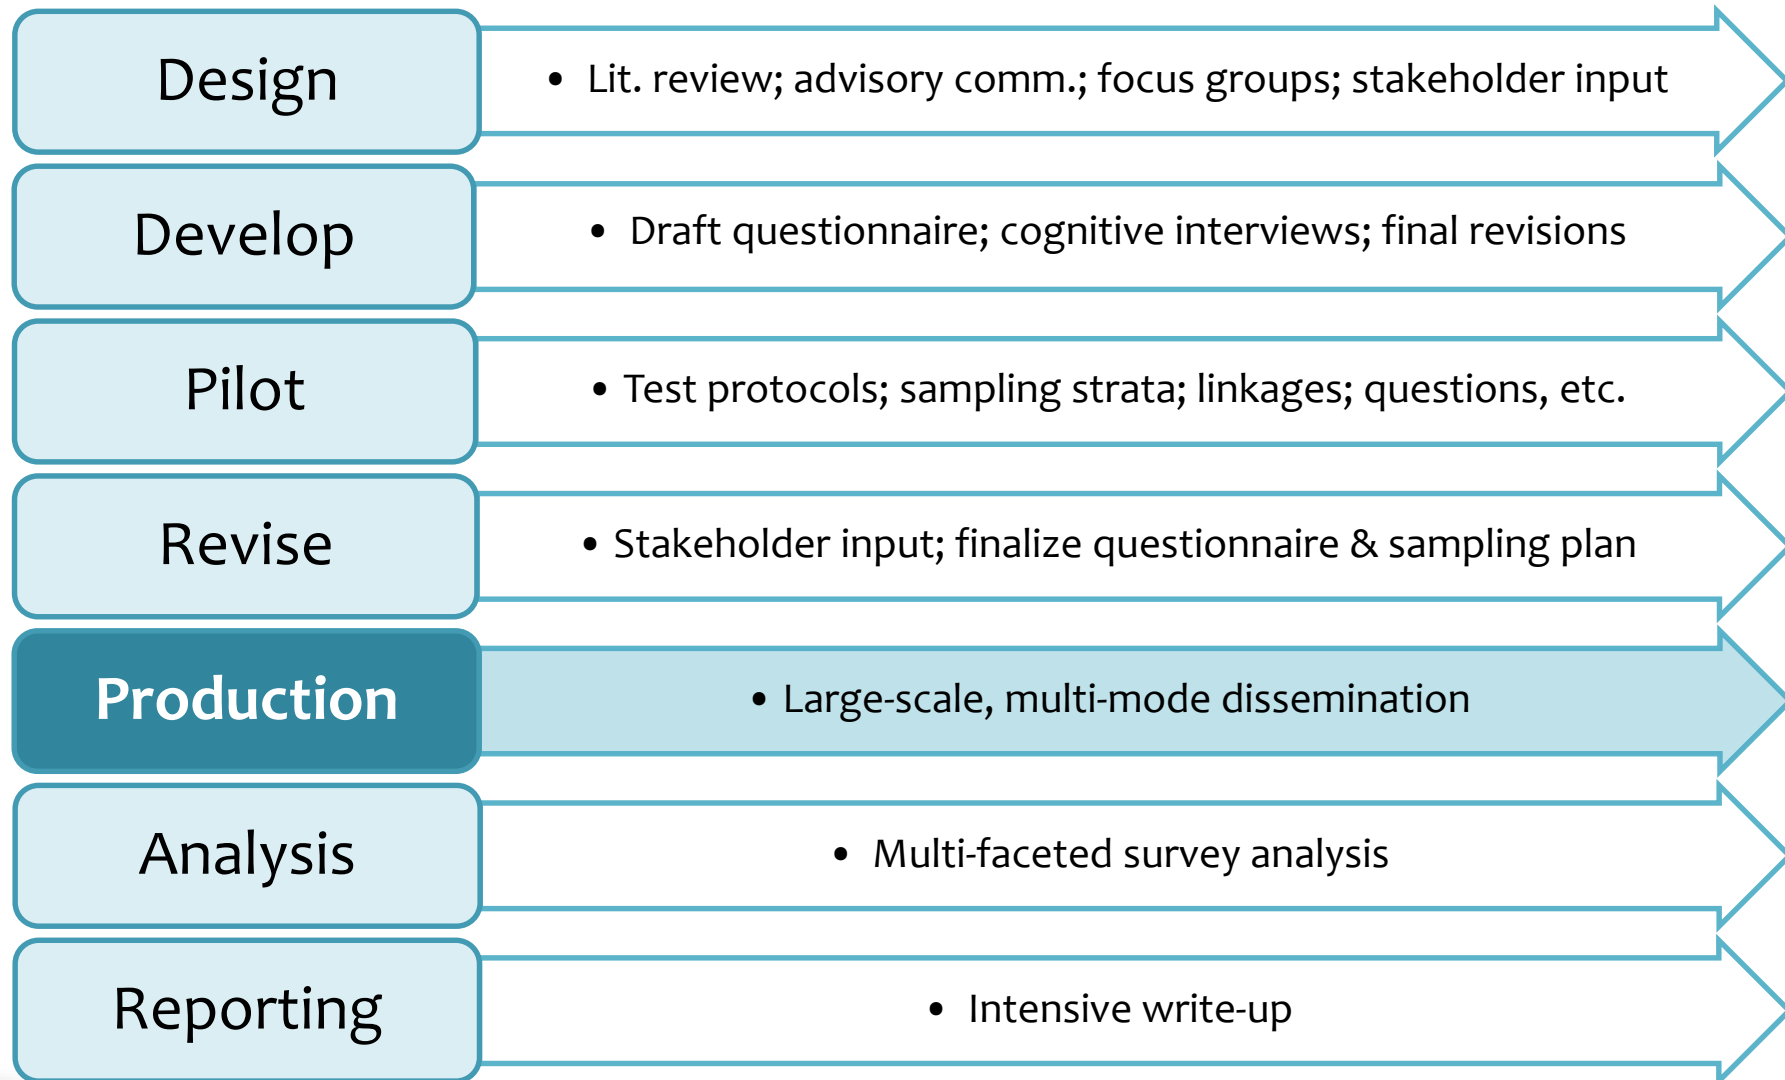 Design
• Lit. review; advisory comm.; focus groups; stakeholder input
Develop
• Draft questionnaire; cognitive interviews; final revisions
Pilot
• Test protocols; sampling strata; linkages; questions, etc.
Revise
• Stakeholder input; finalize questionnaire & sampling plan
Production
• Large-scale, multi-mode dissemination
Analysis
• Multi-faceted survey analysis
Reporting
• Intensive write-up